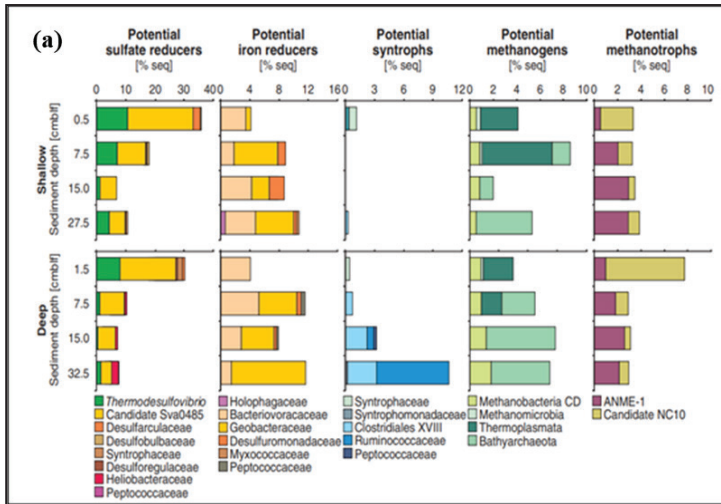 (a)
Potential sulfate reducers [% seq]
Potential iron reducers [% seq]
Potential syntrophs [% seq]
Potential methanogens [% seq]
Potential methanotrophs [% seq]
0 10 20 30 40
0 4 8 12 16
0 3 6 9 12
0 2 4 6 8 10
0 2 4 6 8 10
Shallow
Sediment depth [cmblf]
0.5
7.5
15.0
27.5
Deep
Sediment depth [cmblf]
1.5
7.5
15.0
32.5
Thermodesulfovibrio
Candidate Sva0485
Desulfarculaceae
Desulfobulbaceae
Syntrophaceae
Desulforegulaceae
Heliobacteraceae
Peptococcaceae
Holophagaceae
Bacteriovoracaceae
Geobacteraceae
Desulfuromonadaceae
Myxococcaceae
Peptococcaceae
Syntrophaceae
Syntrophomonadaceae
Clostridiales XVIII
Ruminococcaceae
Peptococcaceae
Methanobacteria CD
Methanomicrobia
Thermoplasmata
Bathyarchaeota
ANME-1
Candidate NC10